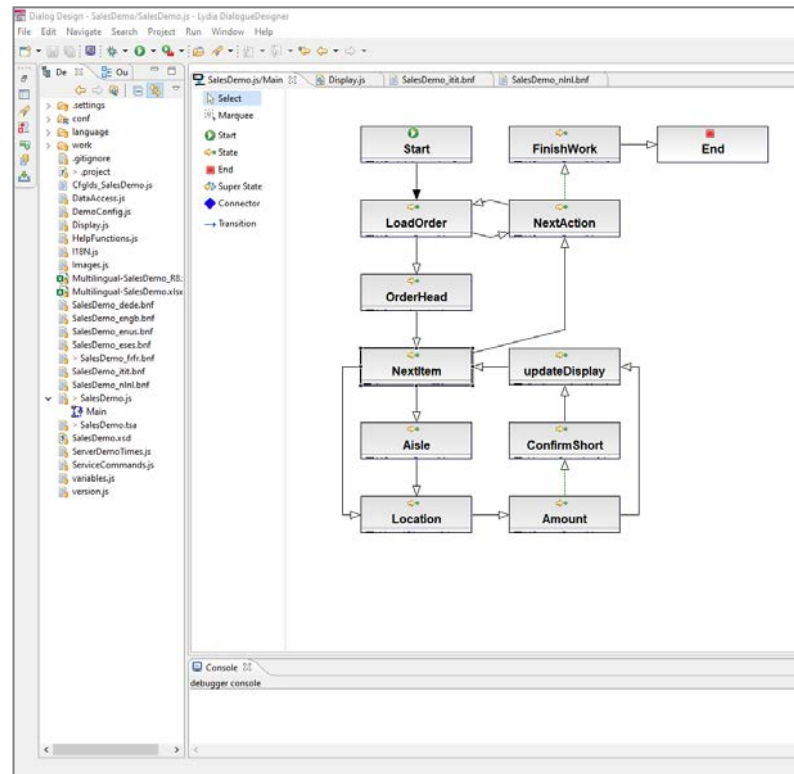 Dialog Design - SalesDemo/SalesDemo.js - Lydia DialogueDesigner
File Edit Navigate Search Project Run Window Help
De Ou
SalesDemo.js/Main Display.js SalesDemo_itit.bnf SalesDemo_nlnl.bnf
.settings
conf
language
work
.gitignore
> .project
CfgIds_SalesDemo.js
DataAccess.js
DemoConfig.js
Display.js
HelpFunctions.js
I18N.js
Images.js
Multilingual-SalesDemo_R8.
Multilingual-SalesDemo.xlsx
SalesDemo_dede.bnf
SalesDemo_engb.bnf
SalesDemo_enus.bnf
SalesDemo_eses.bnf
> SalesDemo_frfr.bnf
SalesDemo_itit.bnf
SalesDemo_nlnl.bnf
> SalesDemo.js
Main
> SalesDemo.tsa
SalesDemo.xsd
ServerDemoTimes.js
ServiceCommands.js
variables.js
version.js
Select
Marquee
Start
State
End
Super State
Connector
Transition
Start
FinishWork
End
LoadOrder
NextAction
OrderHead
NextItem
updateDisplay
Aisle
ConfirmShort
Location
Amount
Console
debugger console